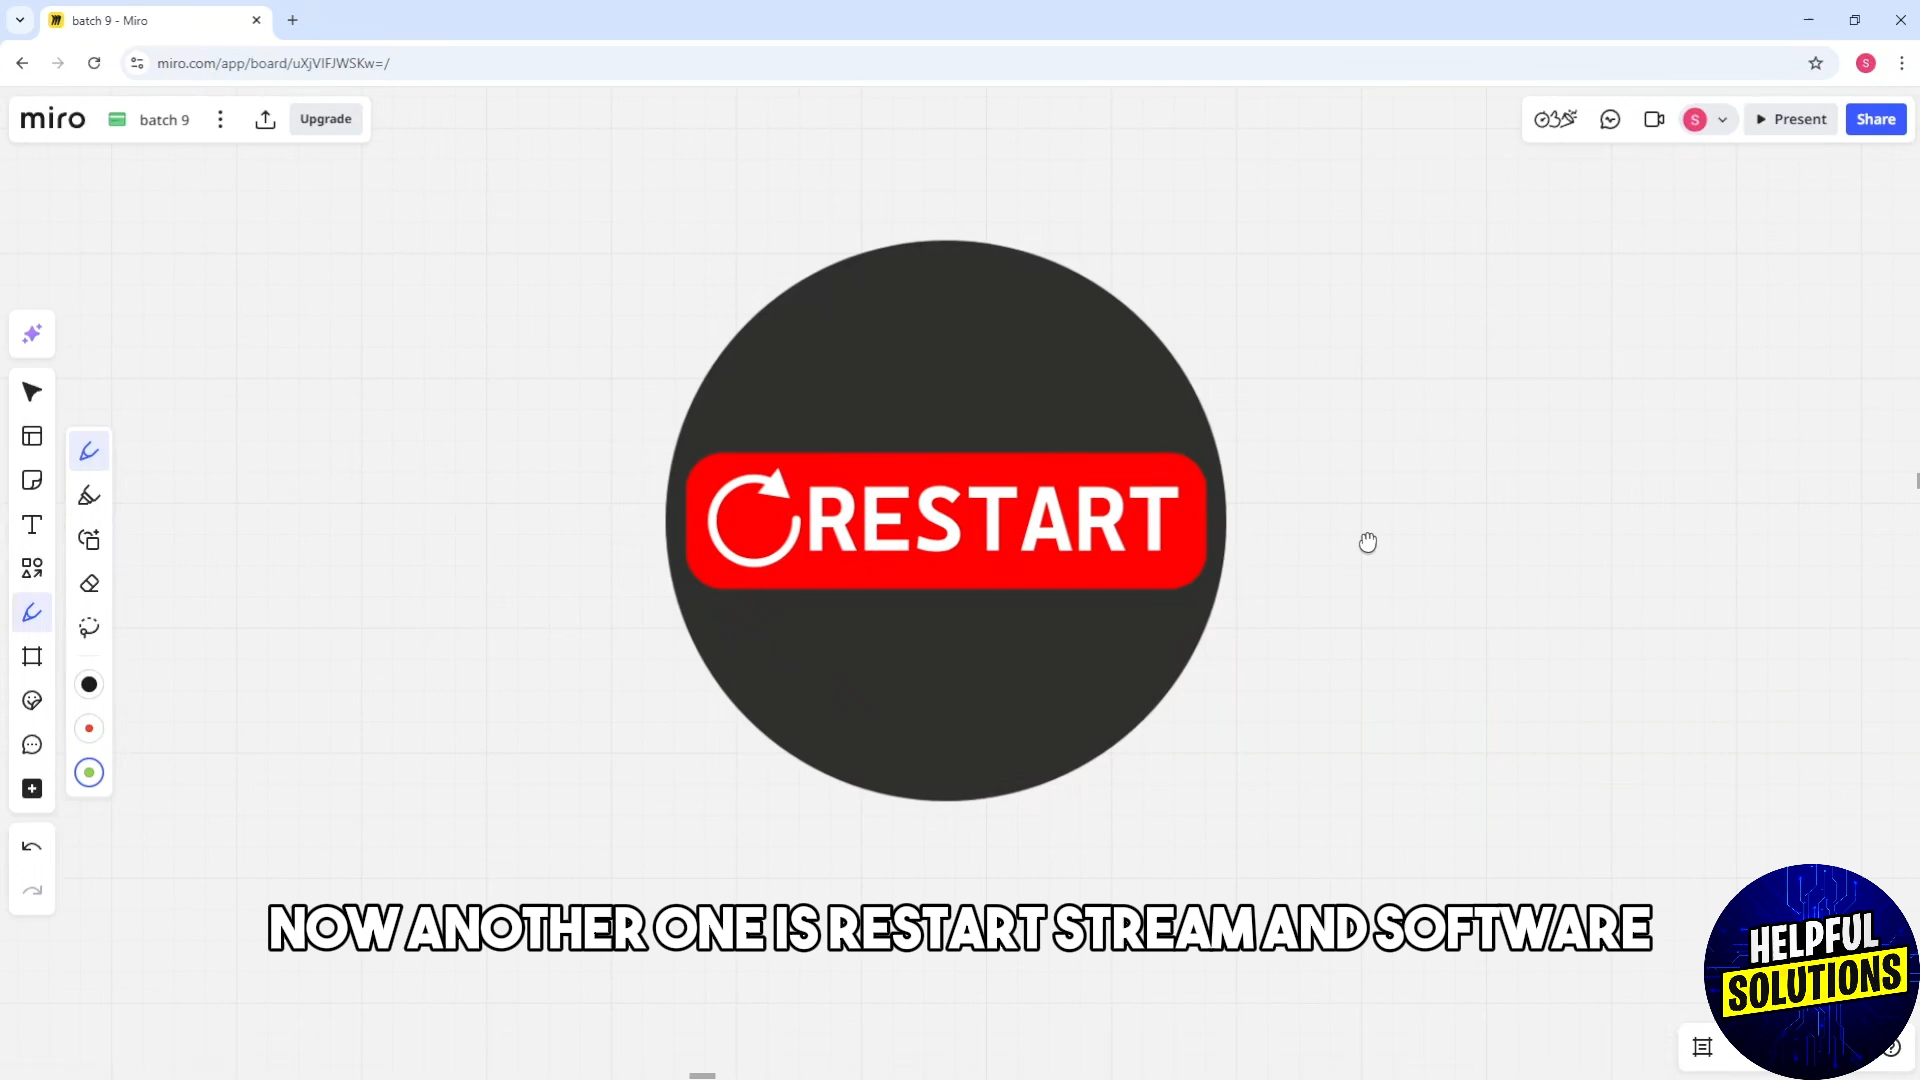 batch 9 - Miro
miro.com/app/board/uXjVIFJWSKw=/
S
miro
batch 9
Upgrade
S
Present
Share
RESTART
NOW ANOTHER ONE IS RESTART STREAM AND SOFTWARE
HELPFUL
SOLUTIONS